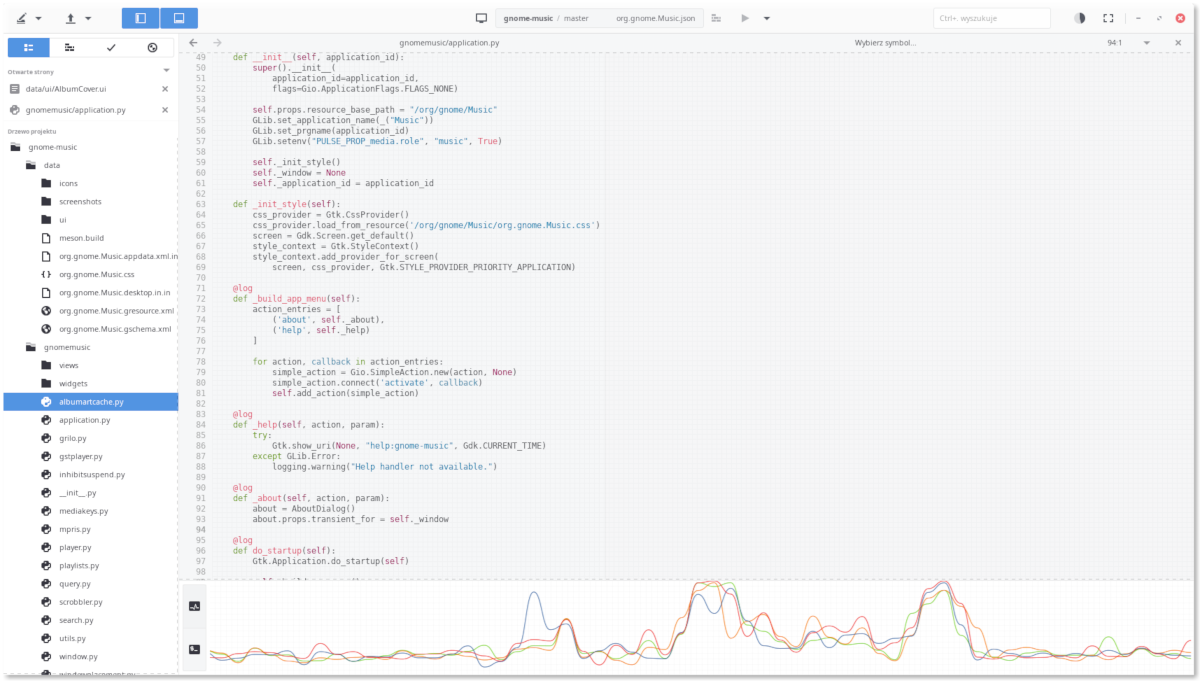 gnome-music / master org.gnome.Music.json
Ctrl+. wyszukuje
gnomemusic/application.py
Wybierz symbol...
94:1
Otwarte strony
data/ui/AlbumCover.ui
gnomemusic/application.py
Drzewo projektu
gnome-music
data
icons
screenshots
ui
meson.build
org.gnome.Music.appdata.xml.in
org.gnome.Music.css
org.gnome.Music.desktop.in.in
org.gnome.Music.gresource.xml
org.gnome.Music.gschema.xml
gnomemusic
views
widgets
albumartcache.py
application.py
grilo.py
gstplayer.py
inhibitsuspend.py
__init__.py
mediakeys.py
mpris.py
player.py
playlists.py
query.py
scrobbler.py
search.py
utils.py
window.py
windowplacement.py
49 def __init__(self, application_id):
50 super().__init__(
51 application_id=application_id,
52 flags=Gio.ApplicationFlags.FLAGS_NONE)
53
54 self.props.resource_base_path = "/org/gnome/Music"
55 GLib.set_application_name(_("Music"))
56 GLib.set_prgname(application_id)
57 GLib.setenv("PULSE_PROP_media.role", "music", True)
58
59 self._init_style()
60 self._window = None
61 self._application_id = application_id
62
63 def _init_style(self):
64 css_provider = Gtk.CssProvider()
65 css_provider.load_from_resource('/org/gnome/Music/org.gnome.Music.css')
66 screen = Gdk.Screen.get_default()
67 style_context = Gtk.StyleContext()
68 style_context.add_provider_for_screen(
69 screen, css_provider, Gtk.STYLE_PROVIDER_PRIORITY_APPLICATION)
70
71 @log
72 def _build_app_menu(self):
73 action_entries = [
74 ('about', self._about),
75 ('help', self._help)
76 ]
77
78 for action, callback in action_entries:
79 simple_action = Gio.SimpleAction.new(action, None)
80 simple_action.connect('activate', callback)
81 self.add_action(simple_action)
82
83 @log
84 def _help(self, action, param):
85 try:
86 Gtk.show_uri(None, "help:gnome-music", Gdk.CURRENT_TIME)
87 except GLib.Error:
88 logging.warning("Help handler not available.")
89
90 @log
91 def _about(self, action, param):
92 about = AboutDialog()
93 about.props.transient_for = self._window
94
95 @log
96 def do_startup(self):
97 Gtk.Application.do_startup(self)
98